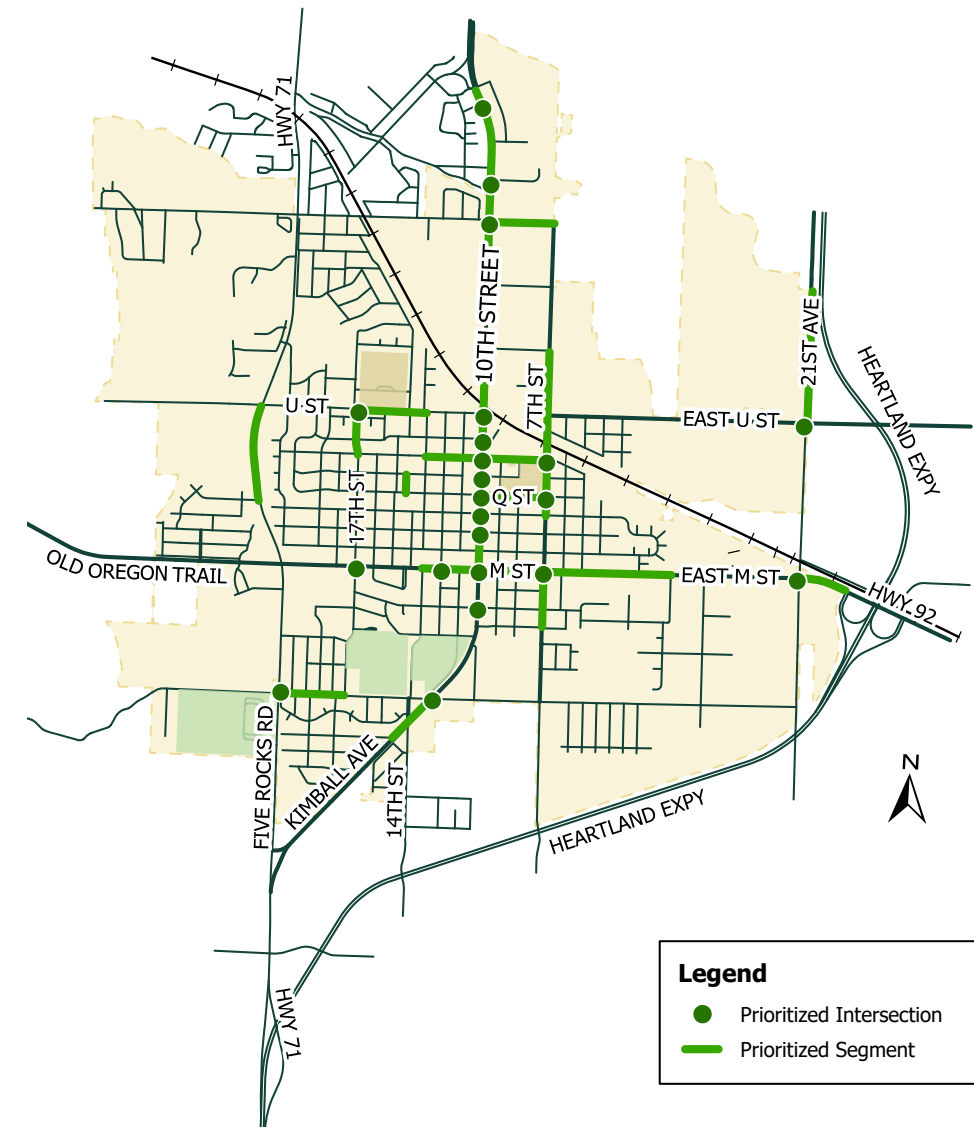 HWY 71
10TH STREET
21ST AVE
HEARTLAND EXPY
7TH ST
U ST
EAST U ST
17TH ST
Q ST
OLD OREGON TRAIL
M ST
EAST M ST
HWY 92
FIVE ROCKS RD
KIMBALL AVE
14TH ST
N
HEARTLAND EXPY
HWY 71
Legend
Prioritized Intersection
Prioritized Segment